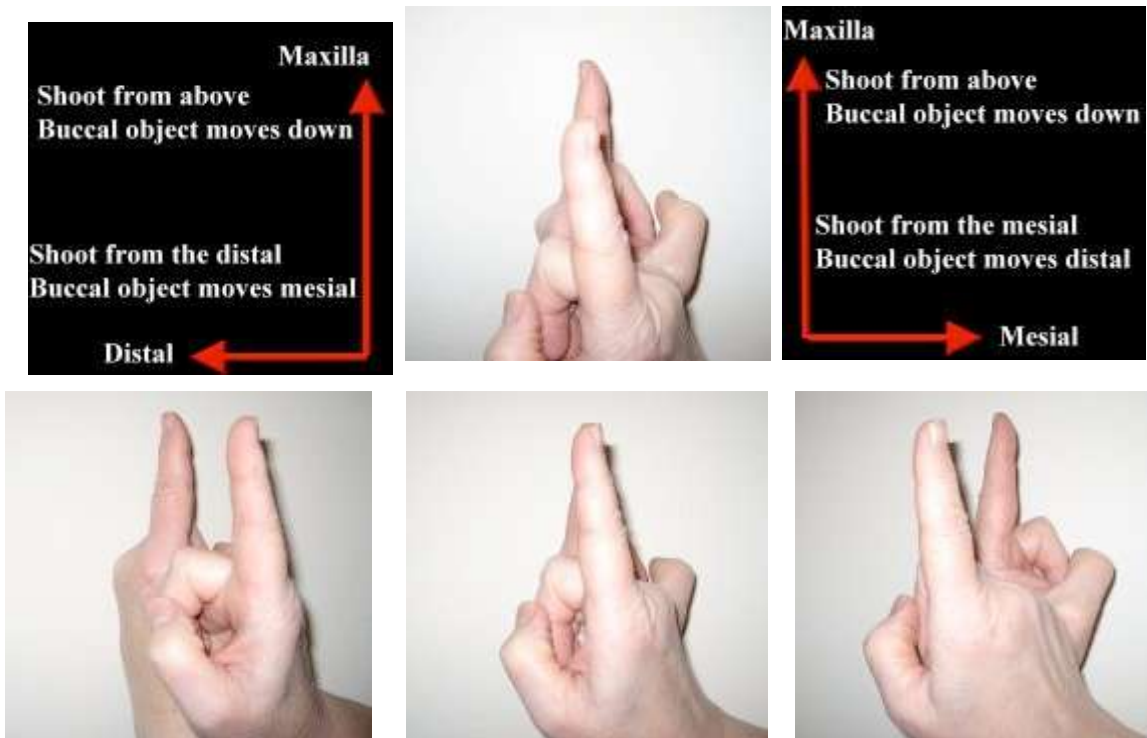 Maxilla
Shoot from above
Buccal object moves down
Shoot from the distal
Buccal object moves mesial
Distal
Maxilla
Shoot from above
Buccal object moves down
Shoot from the mesial
Buccal object moves distal
Mesial